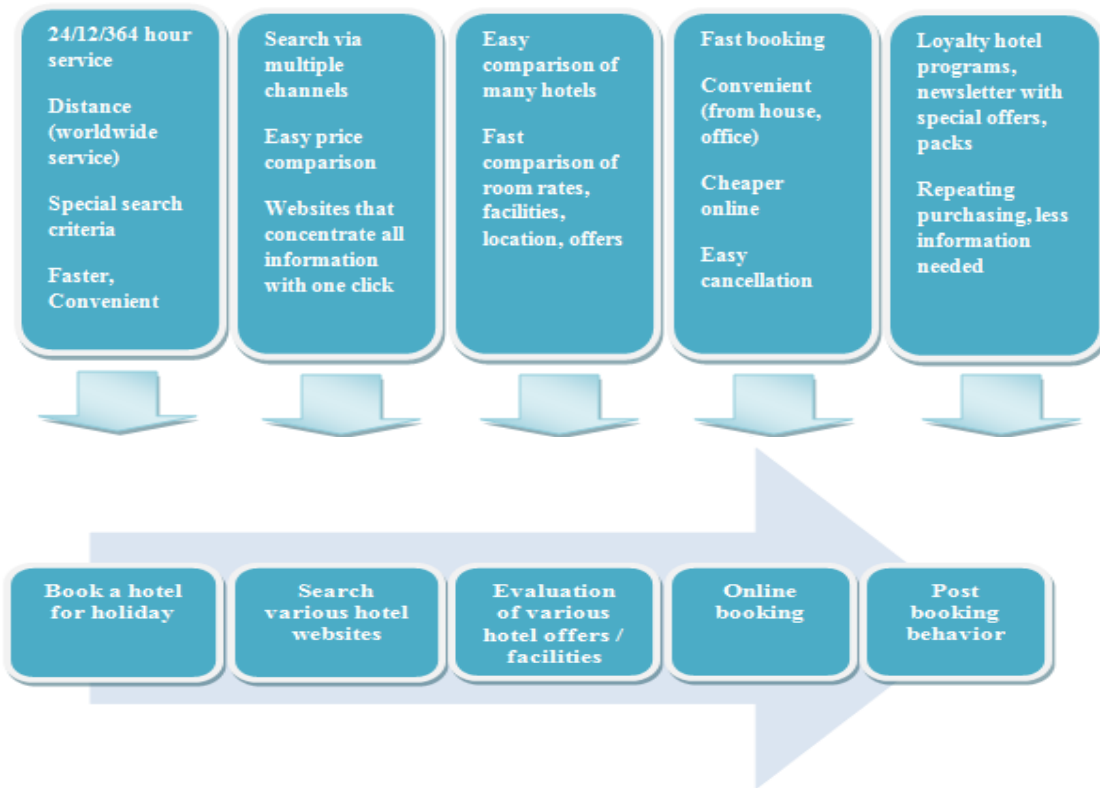 24/12/364 hour
service
Distance
(worldwide
service)
Special search
criteria
Faster,
Convenient
Search via
multiple
channels
Easy price
comparison
Websites that
concentrate all
information
with one click
Easy
comparison of
many hotels
Fast
comparison of
room rates,
facilities,
location, offers
Fast booking
Convenient
(from house,
office)
Cheaper
online
Easy
cancellation
Loyalty hotel
programs,
newsletter with
special offers,
packs
Repeating
purchasing, less
information
needed
Book a hotel
for holiday
Search
various hotel
websites
Evaluation
of various
hotel offers /
facilities
Online
booking
Post
booking
behavior